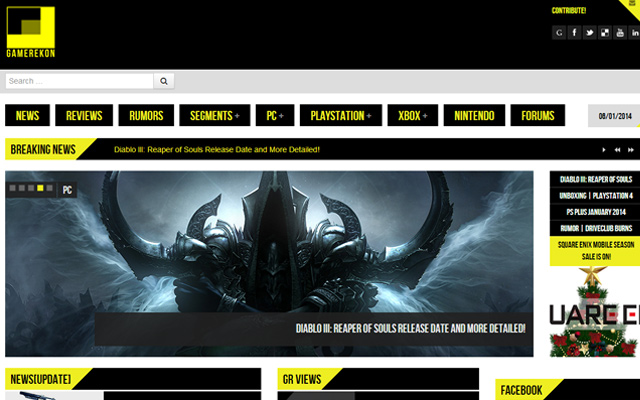 CONTRIBUTE!
GAMEREKON
Search ...
NEWS
REVIEWS
RUMORS
SEGMENTS +
PC +
PLAYSTATION +
XBOX +
NINTENDO
FORUMS
08/01/2014
BREAKING NEWS
Diablo III: Reaper of Souls Release Date and More Detailed!
PC
DIABLO III: REAPER OF SOULS RELEASE DATE AND MORE DETAILED!
DIABLO III: REAPER OF SOULS
UNBOXING | PLAYSTATION 4
PS PLUS JANUARY 2014
RUMOR | DRIVECLUB BURNS
SQUARE ENIX MOBILE SEASON
SALE IS ON!
UARE E
NEWS[UPDATE]
GR VIEWS
FACEBOOK